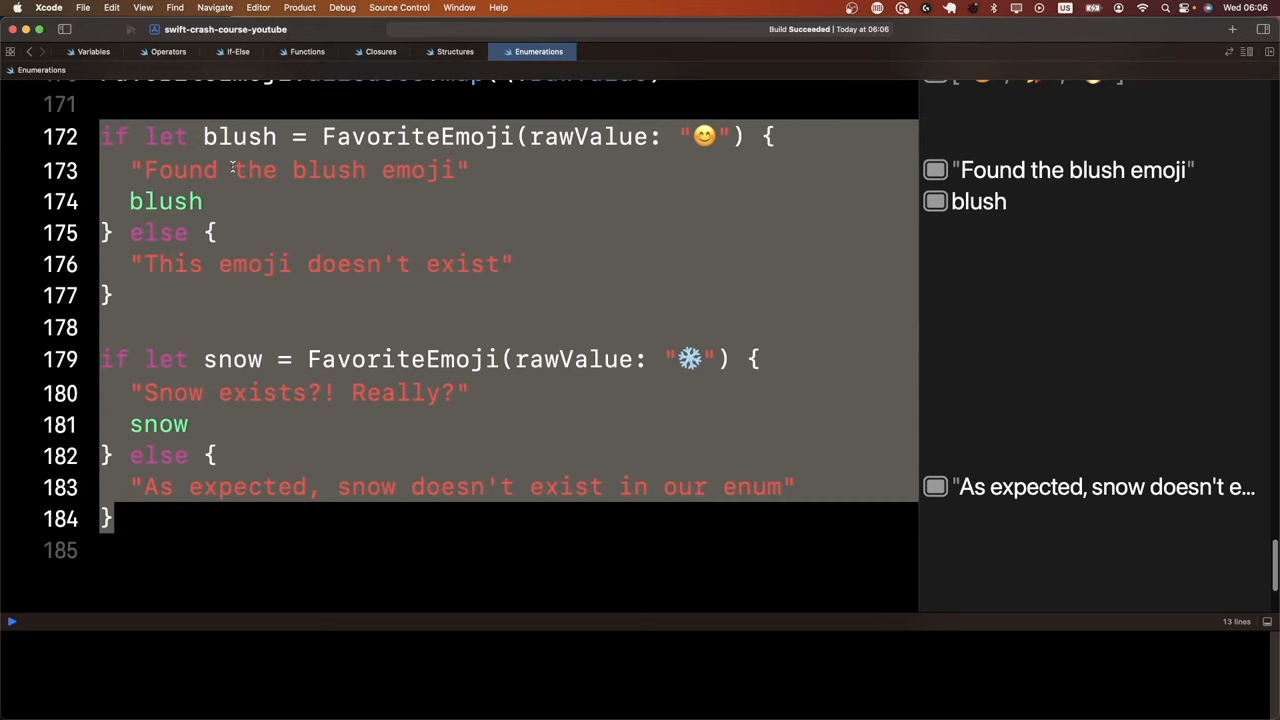 Xcode File Edit View Find Navigate Editor Product Debug Source Control Window Help US Wed 06:06
swift-crash-course-youtube Build Succeeded | Today at 06:06
Variables Operators If-Else Functions Closures Structures Enumerations
Enumerations
171
172 if let blush = FavoriteEmoji(rawValue: "😊") {
173 "Found the blush emoji" "Found the blush emoji"
174 blush blush
175 } else {
176 "This emoji doesn't exist"
177 }
178
179 if let snow = FavoriteEmoji(rawValue: "❄️") {
180 "Snow exists?! Really?"
181 snow
182 } else {
183 "As expected, snow doesn't exist in our enum" "As expected, snow doesn't e...
184 }
185
13 lines